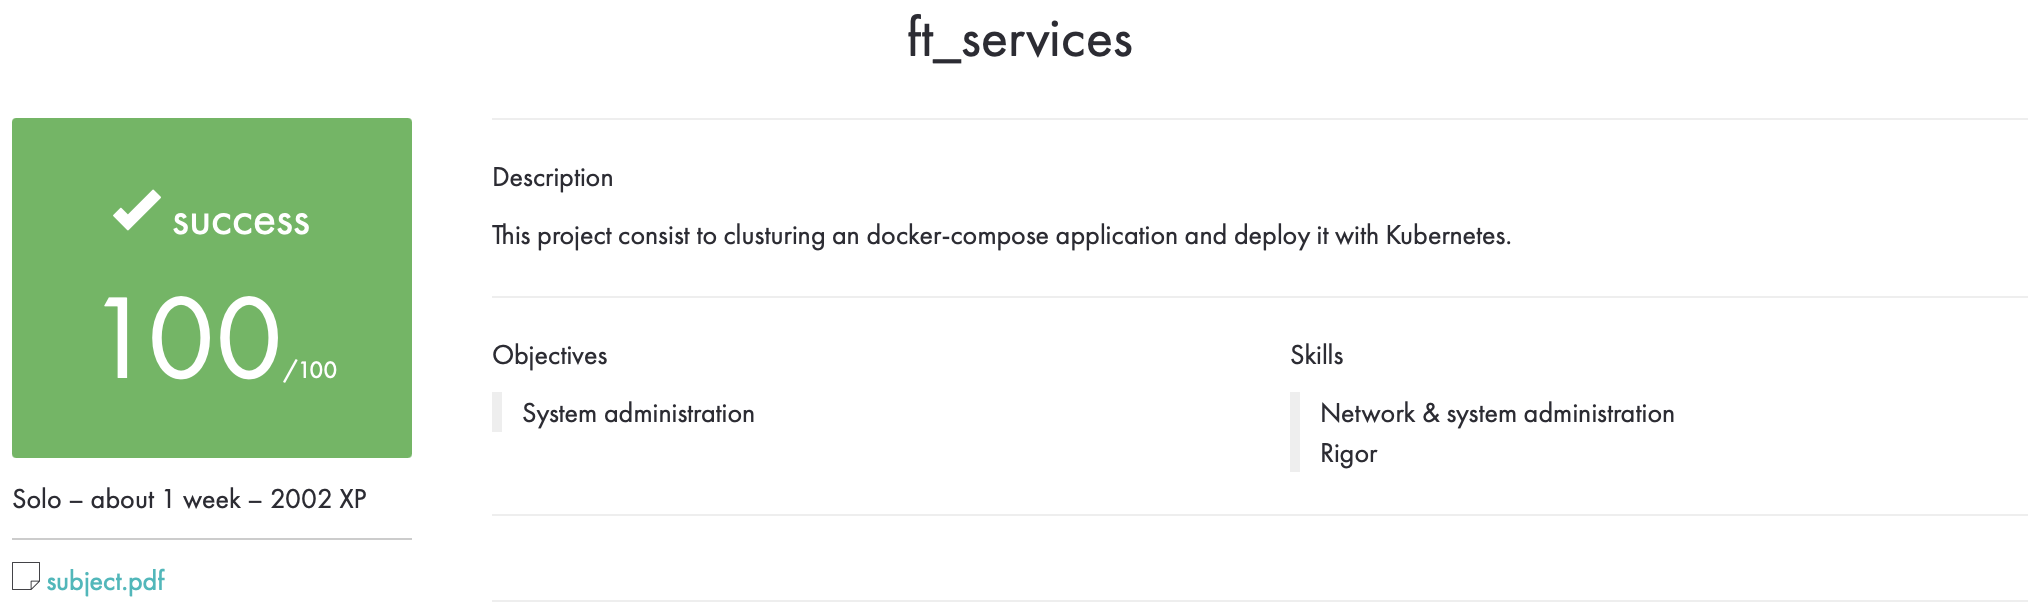 ft_services
success
100/100
Solo – about 1 week – 2002 XP
subject.pdf
Description
This project consist to clusturing an docker-compose application and deploy it with Kubernetes.
Objectives
System administration
Skills
Network & system administration
Rigor